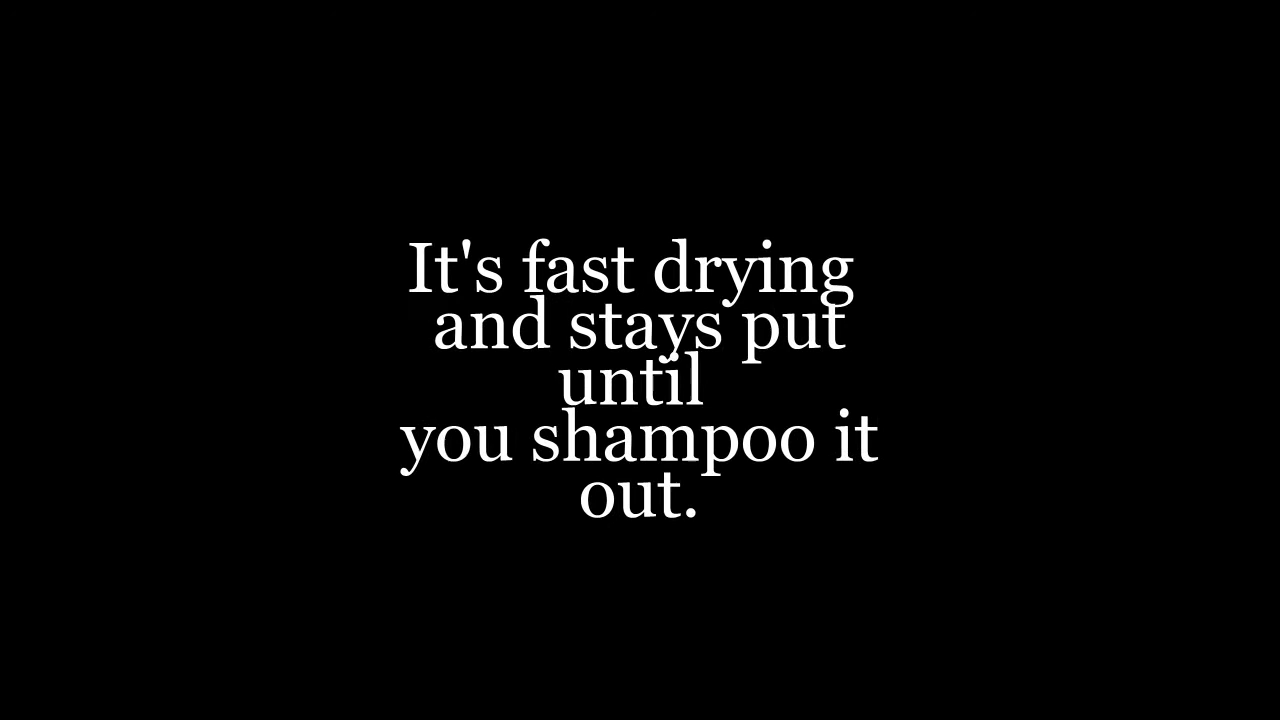 It's fast drying
and stays put
until
you shampoo it
out.